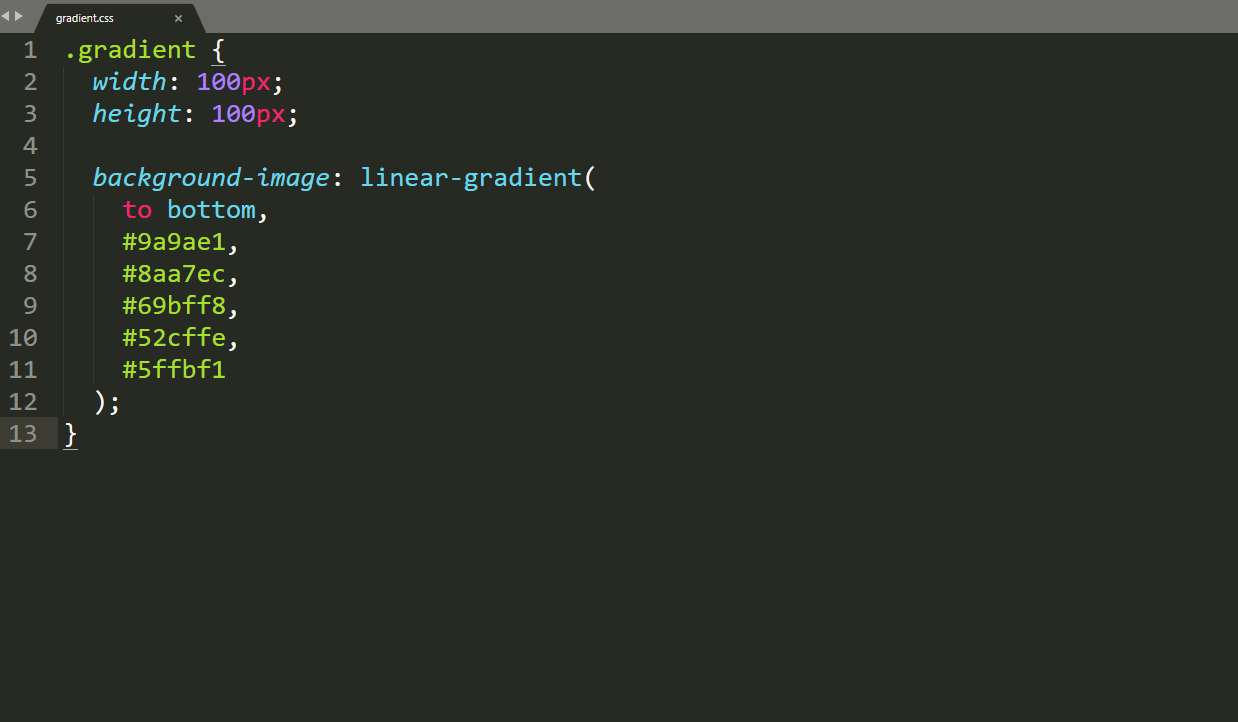 gradient.css ×
1 .gradient {
2   width: 100px;
3   height: 100px;
4
5   background-image: linear-gradient(
6     to bottom,
7     #9a9ae1,
8     #8aa7ec,
9     #69bff8,
10     #52cffe,
11     #5ffbf1
12   );
13 }